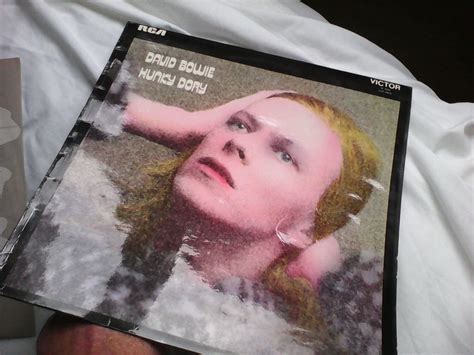 RCA
VICTOR
DAVID BOWIE
HUNKY DORY